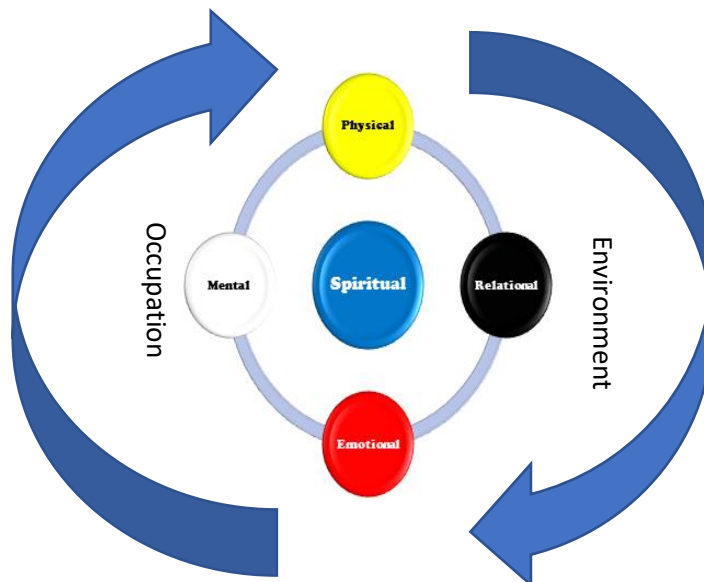 Physical
Occupation
Mental
Spiritual
Relational
Environment
Emotional